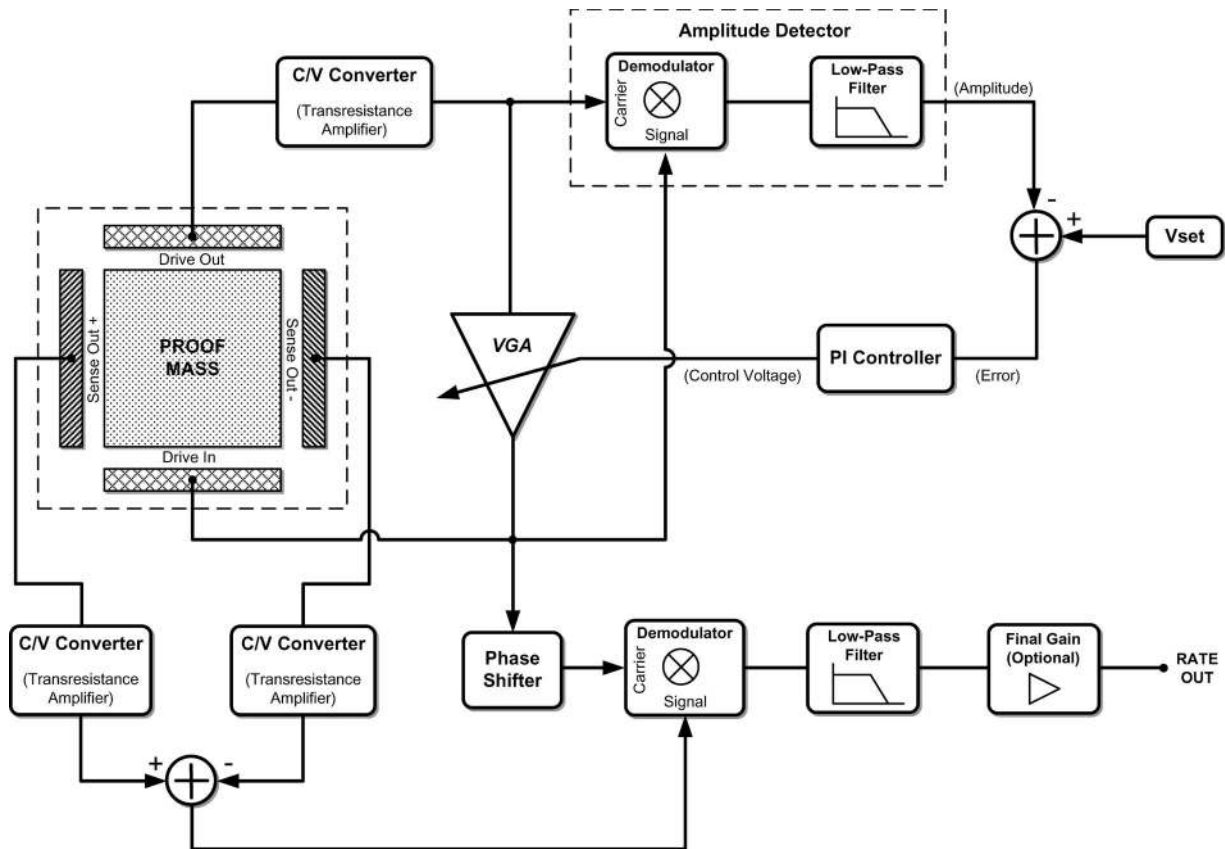 Amplitude Detector
C/V Converter
(Transresistance
Amplifier)
Demodulator
Carrier
Signal
Low-Pass
Filter
(Amplitude)
-
+
Vset
Drive Out
Sense Out +
PROOF
MASS
Sense Out -
Drive In
VGA
(Control Voltage)
PI Controller
(Error)
C/V Converter
(Transresistance
Amplifier)
C/V Converter
(Transresistance
Amplifier)
+
-
Phase
Shifter
Demodulator
Carrier
Signal
Low-Pass
Filter
Final Gain
(Optional)
RATE
OUT